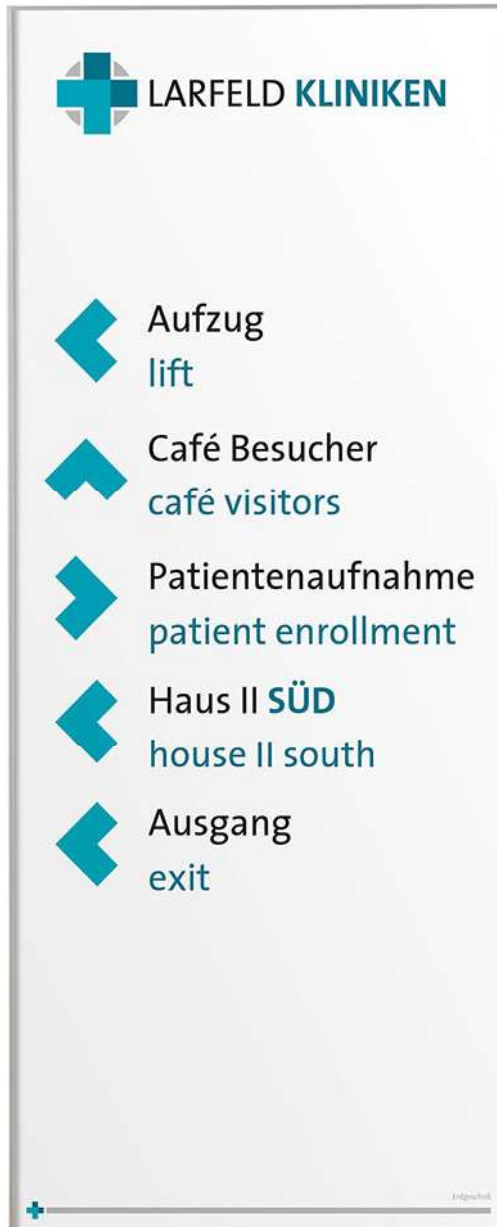 LARFELD KLINIKEN
Aufzug
lift
Café Besucher
café visitors
Patientenaufnahme
patient enrollment
Haus II SÜD
house II south
Ausgang
exit
Erdgeschoß